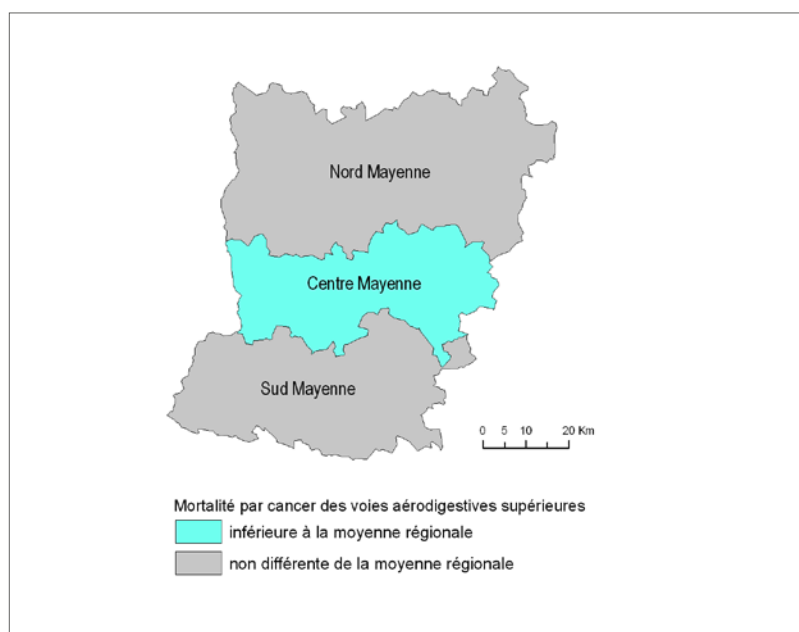 Nord Mayenne
Centre Mayenne
Sud Mayenne
0 5 10 20 Km
Mortalité par cancer des voies aérodigestives supérieures
inférieure à la moyenne régionale
non différente de la moyenne régionale